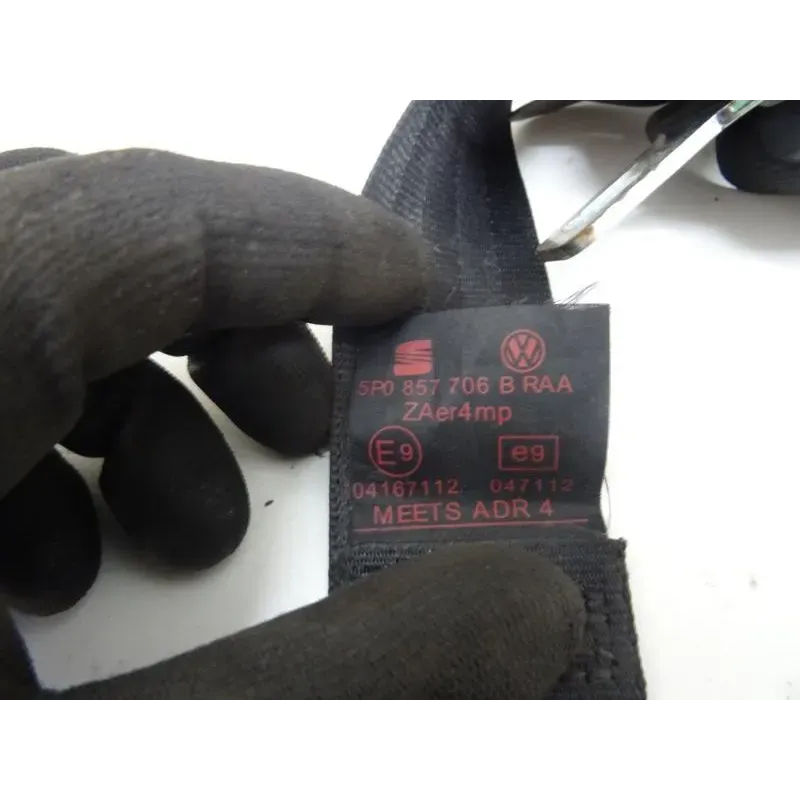 5P0 857 706 B RAA
ZAer4mp
E9 e9
04167112 047112
MEETS ADR 4